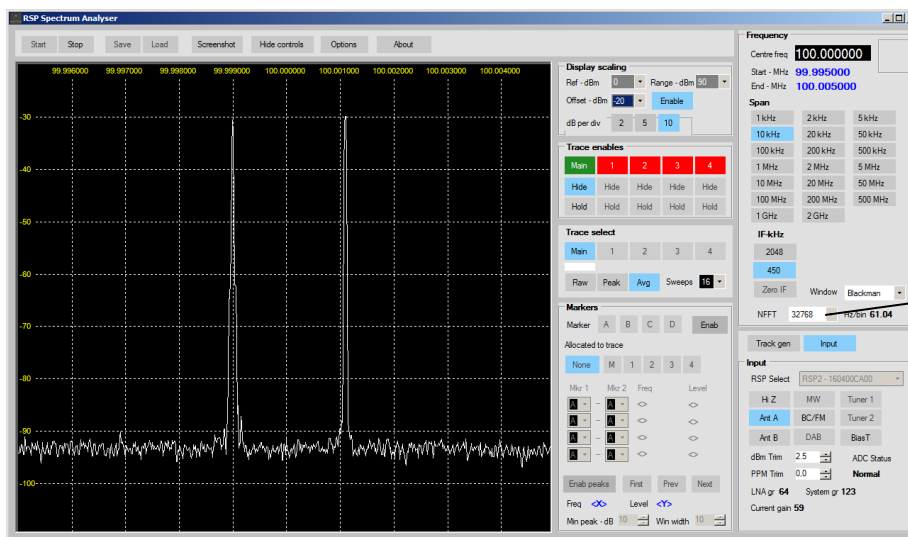 RSP Spectrum Analyser
Start Stop Save Load Screenshot Hide controls Options About
99.996000 99.997000 99.998000 99.999000 100.000000 100.001000 100.002000 100.003000 100.004000
-30
-40
-50
-60
-70
-80
-90
-100
Display scaling
Ref - dBm 0 Range - dBm 90
Offset - dBm -20 Enable
dB per div 2 5 10
Trace enables
Main 1 2 3 4
Hide Hide Hide Hide Hide
Hold Hold Hold Hold Hold
Trace select
Main 1 2 3 4
Raw Peak Avg Sweeps 16
Markers
Marker A B C D Enab
Allocated to trace
None M 1 2 3 4
Mkr 1 Mkr 2 Freq Level
A - A <> <>
A - A <> <>
A - A <> <>
A - A <> <>
Enab peaks First Prev Next
Freq <X> Level <Y>
Min peak - dB 10 Win width 10
Frequency
Centre freq 100.000000
Start - MHz 99.995000
End - MHz 100.005000
Span
1 kHz 2 kHz 5 kHz
10 kHz 20 kHz 50 kHz
100 kHz 200 kHz 500 kHz
1 MHz 2 MHz 5 MHz
10 MHz 20 MHz 50 MHz
100 MHz 200 MHz 500 MHz
1 GHz 2 GHz
IF-kHz
2048
450
Zero IF Window Blackman
NFFT 32768 Hz/bin 61.04
Track gen Input
Input
RSP Select RSP2 - 160400CA00
Hi Z MW Tuner 1
Ant A BC/FM Tuner 2
Ant B DAB BiasT
dBm Trim 2.5 ADC Status
PPM Trim 0.0 Normal
LNA gr 64 System gr 123
Current gain 59